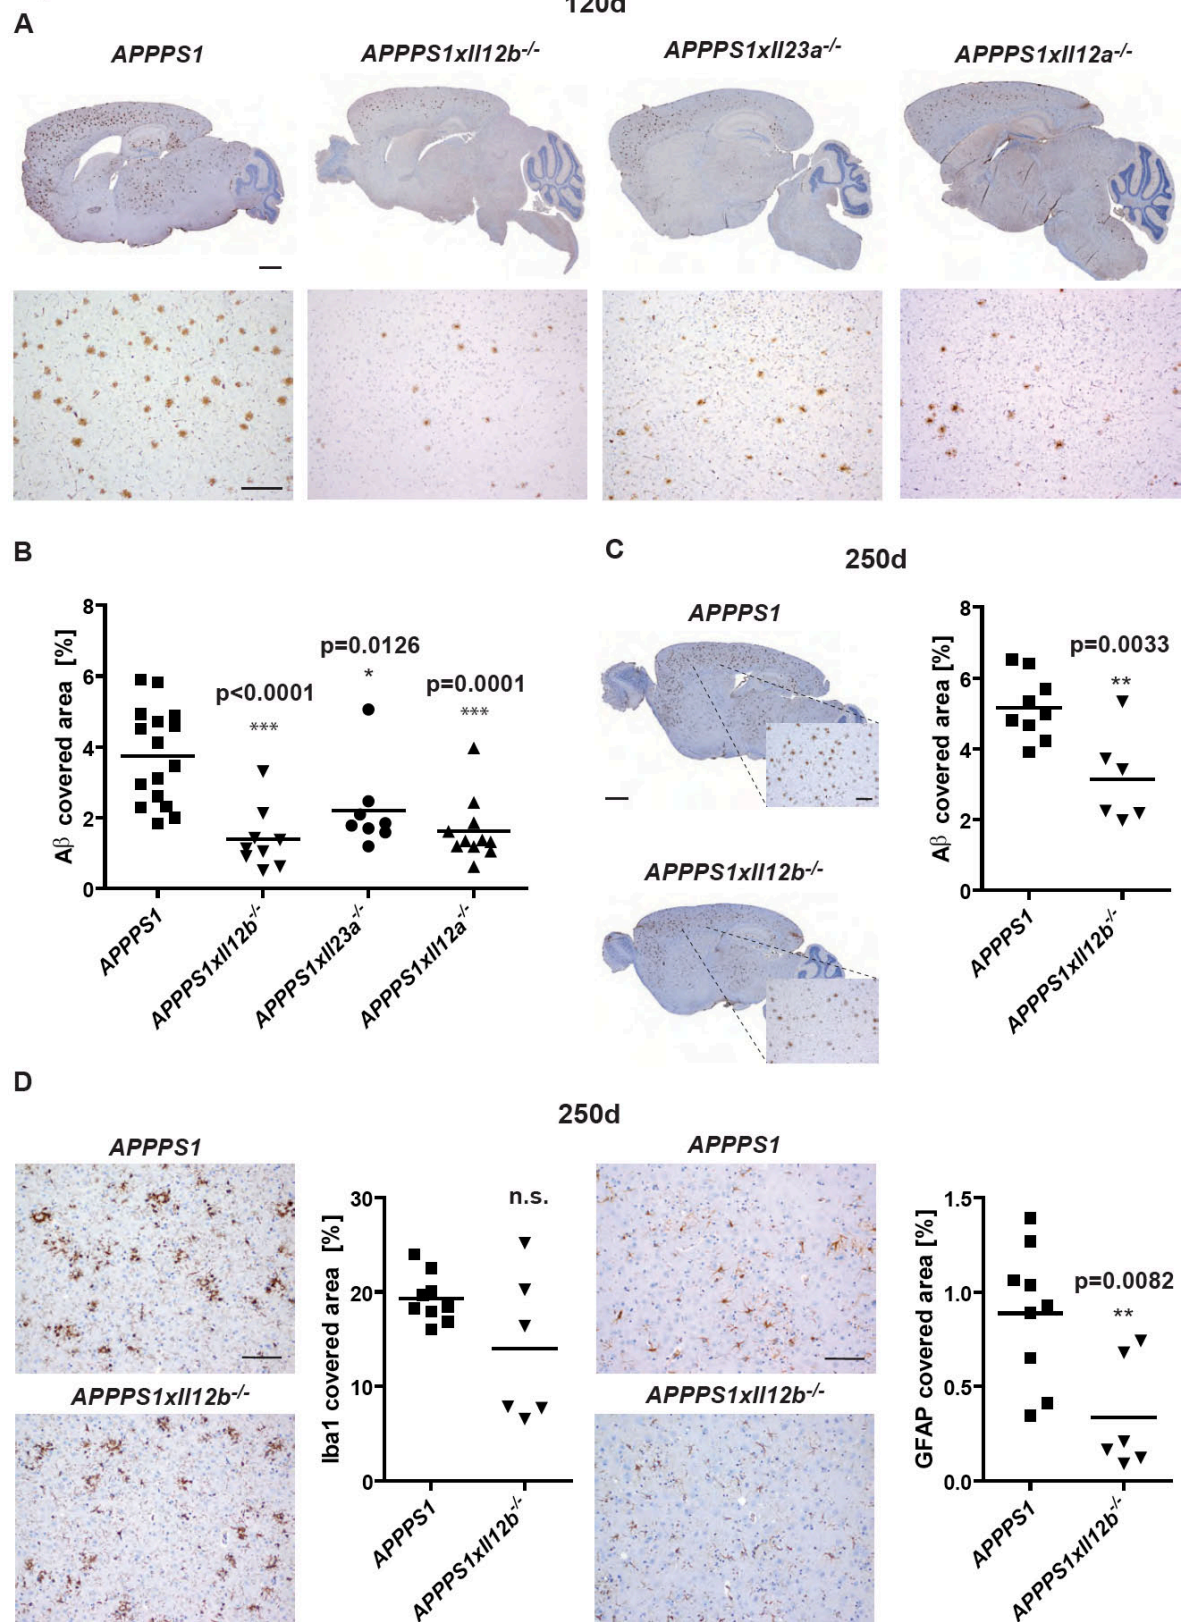 120d
A
APPPS1
APPPS1xIl12b-/-
APPPS1xIl23a-/-
APPPS1xIl12a-/-
B
8
6
4
2
0
Aβ covered area [%]
p<0.0001
***
p=0.0126
*
p=0.0001
***
APPPS1
APPPS1xIl12b-/-
APPPS1xIl23a-/-
APPPS1xIl12a-/-
C
250d
APPPS1
APPPS1xIl12b-/-
8
6
4
2
0
Aβ covered area [%]
p=0.0033
**
APPPS1
APPPS1xIl12b-/-
D
250d
APPPS1
APPPS1xIl12b-/-
30
20
10
0
Iba1 covered area [%]
n.s.
APPPS1
APPPS1xIl12b-/-
APPPS1
APPPS1xIl12b-/-
1.5
1.0
0.5
0.0
GFAP covered area [%]
p=0.0082
**
APPPS1
APPPS1xIl12b-/-